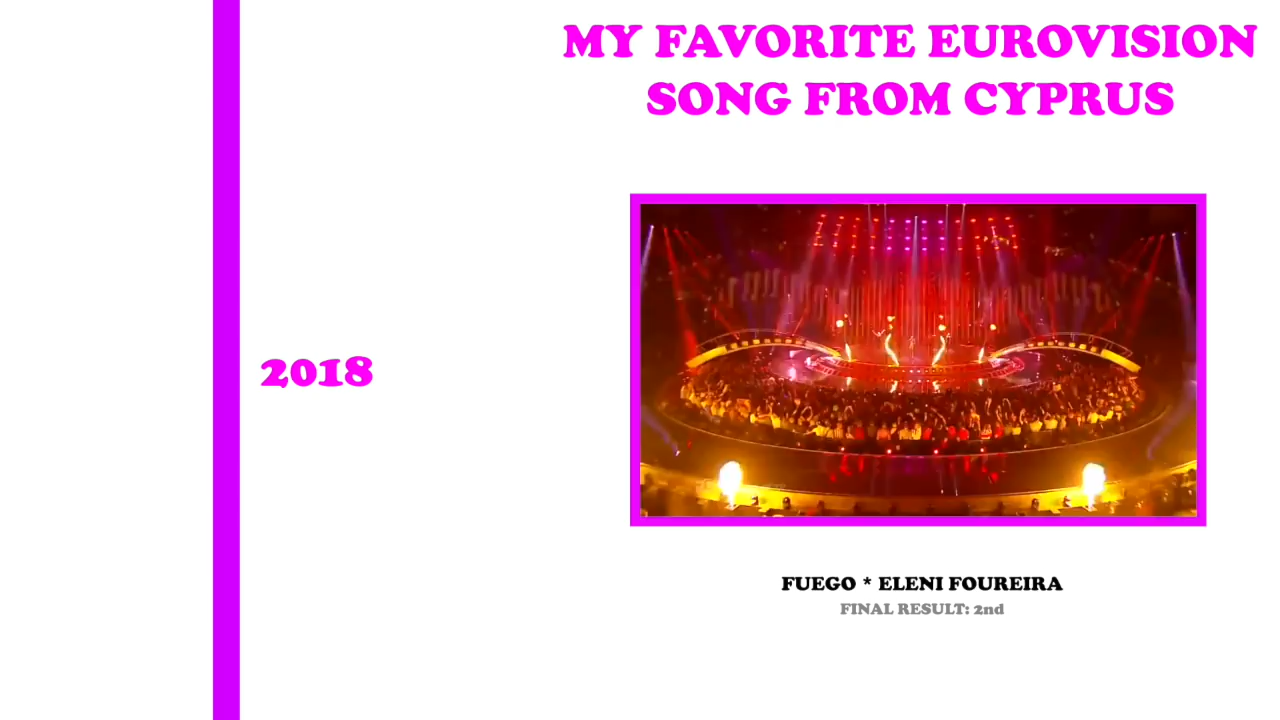 MY FAVORITE EUROVISION
SONG FROM CYPRUS
2018
FUEGO * ELENI FOUREIRA
FINAL RESULT: 2nd